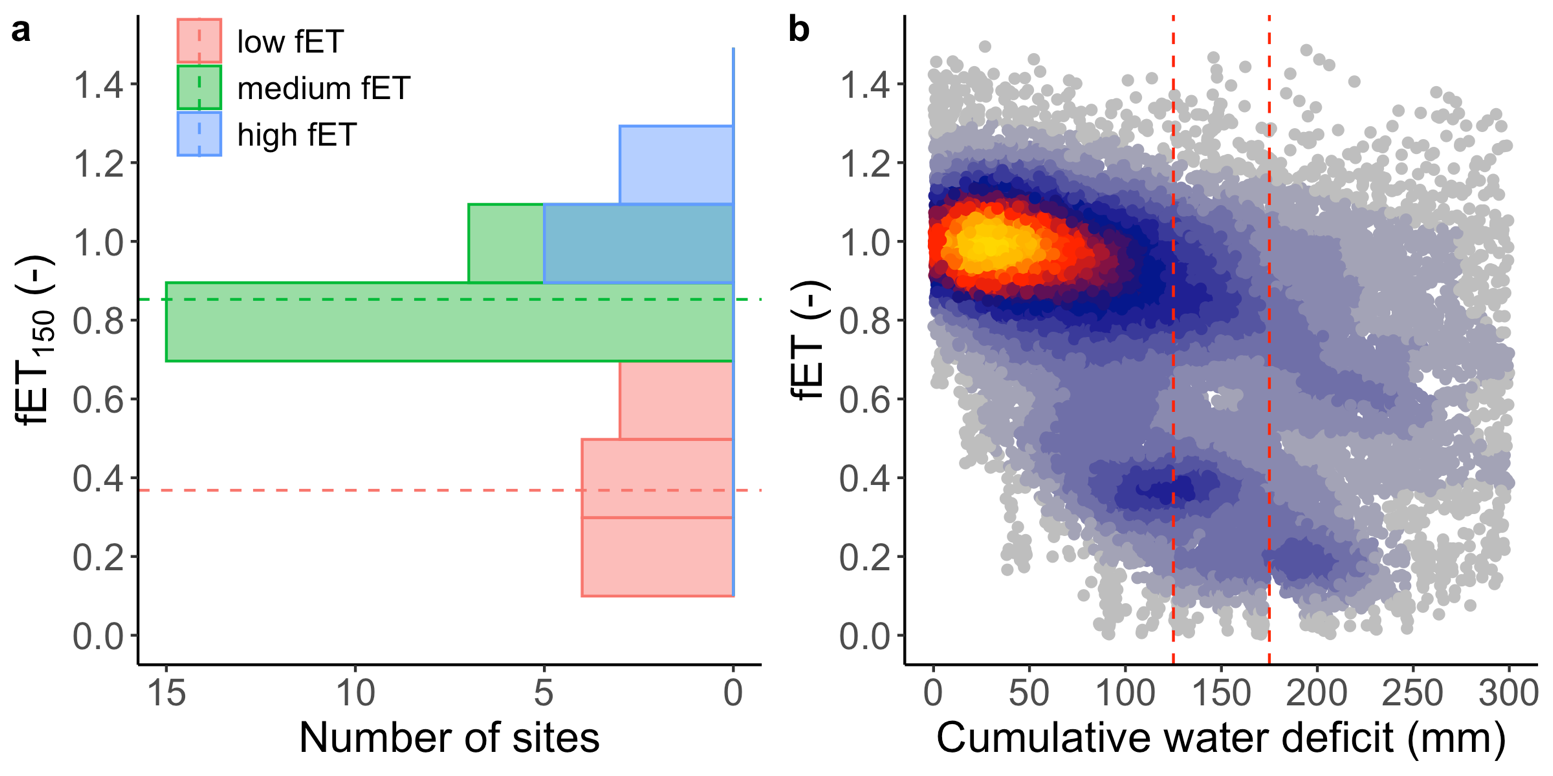 a
low fET
medium fET
high fET
fET150 (-)
1.4
1.2
1.0
0.8
0.6
0.4
0.2
0.0
15 10 5 0
Number of sites
b
fET (-)
1.4
1.2
1.0
0.8
0.6
0.4
0.2
0.0
0 50 100 150 200 250 300
Cumulative water deficit (mm)